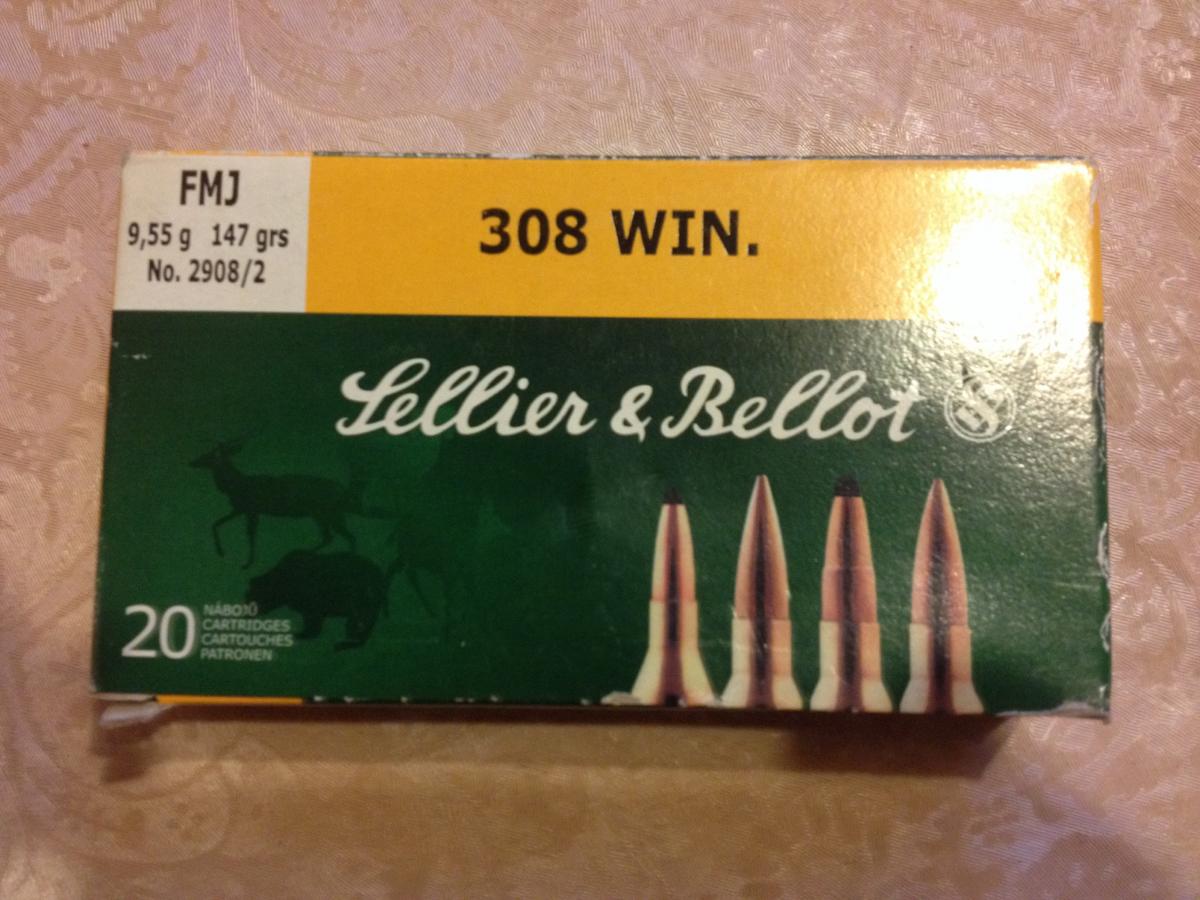 FMJ
9,55 g 147 grs
No. 2908/2
308 WIN.
Sellier & Bellot
20
NÁBOJŮ
CARTRIDGES
CARTOUCHES
PATRONEN